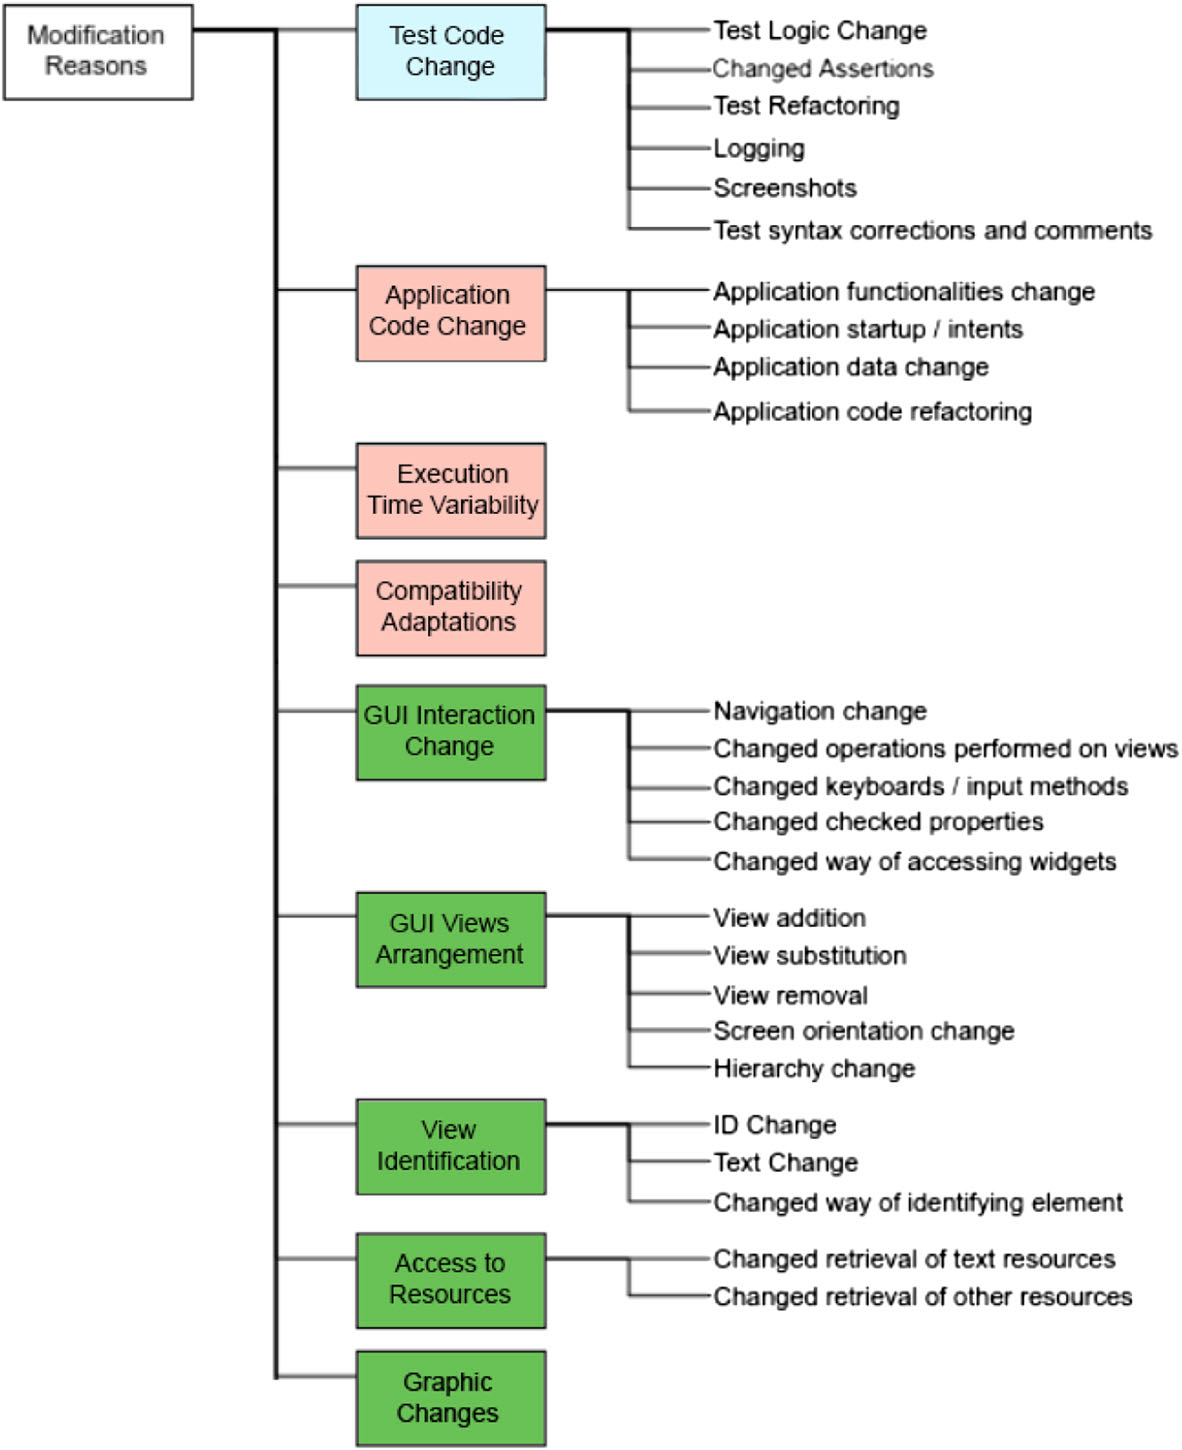 Modification
Reasons
Test Code
Change
Test Logic Change
Changed Assertions
Test Refactoring
Logging
Screenshots
Test syntax corrections and comments
Application
Code Change
Application functionalities change
Application startup / intents
Application data change
Application code refactoring
Execution
Time Variability
Compatibility
Adaptations
GUI Interaction
Change
Navigation change
Changed operations performed on views
Changed keyboards / input methods
Changed checked properties
Changed way of accessing widgets
GUI Views
Arrangement
View addition
View substitution
View removal
Screen orientation change
Hierarchy change
View
Identification
ID Change
Text Change
Changed way of identifying element
Access to
Resources
Changed retrieval of text resources
Changed retrieval of other resources
Graphic
Changes